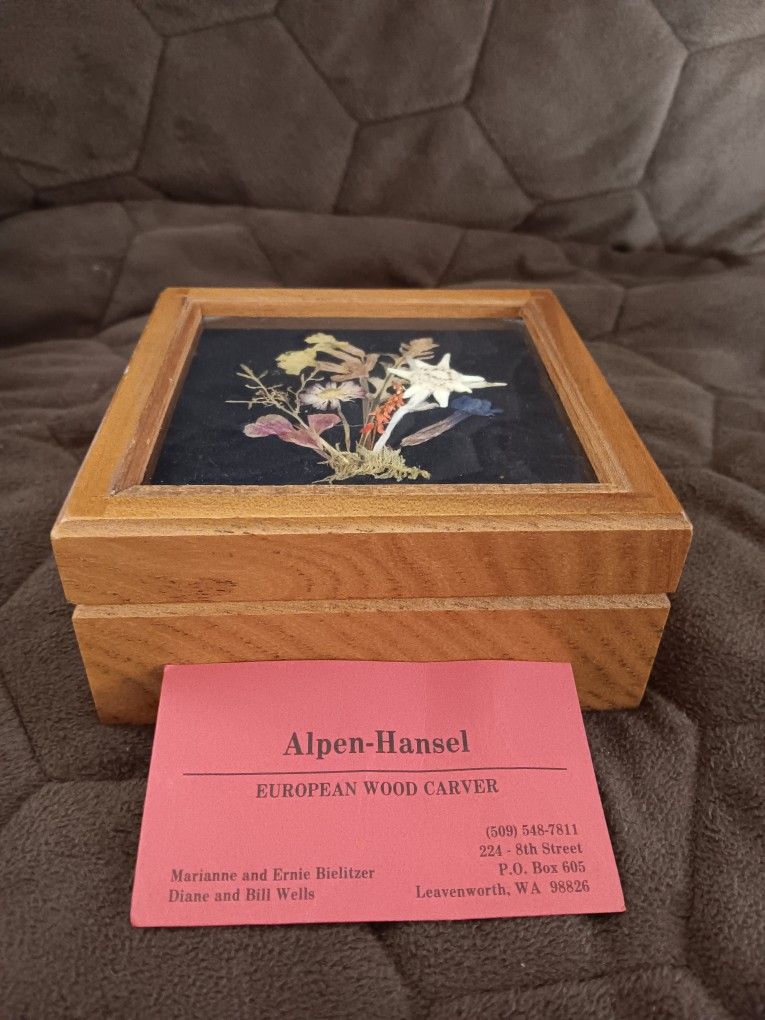 Alpen-Hansel
EUROPEAN WOOD CARVER
(509) 548-7811
224 - 8th Street
P.O. Box 605
Leavenworth, WA 98826
Marianne and Ernie Bielitzer
Diane and Bill Wells